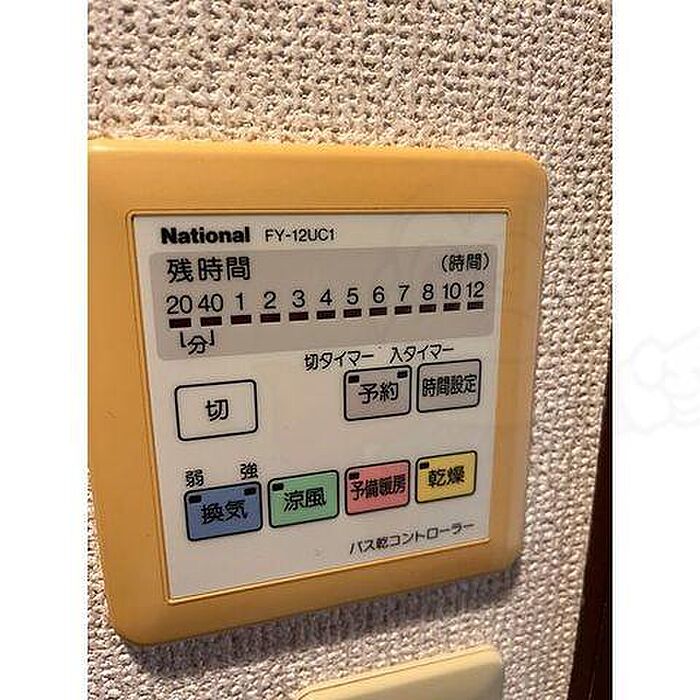 National FY-12UC1
残時間 (時間)
20 40 1 2 3 4 5 6 7 8 10 12
分
切タイマー 入タイマー
切 予約 時間設定
弱 強
換気 涼風 予備暖房 乾燥
バス乾コントローラー